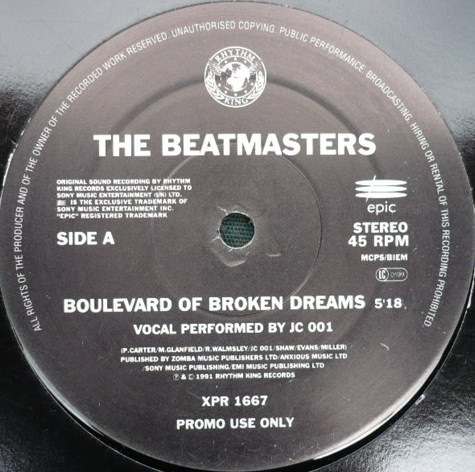 ALL RIGHTS OF THE PRODUCER AND OF THE OWNER OF THE RECORDED WORK RESERVED. UNAUTHORISED COPYING, PUBLIC PERFORMANCE, BROADCASTING, HIRING OR RENTAL OF THIS RECORDING PROHIBITED.
RHYTHM
KING
THE BEATMASTERS
ORIGINAL SOUND RECORDING BY RHYTHM
KING RECORDS EXCLUSIVELY LICENSED TO
SONY MUSIC ENTERTAINMENT (UK) LTD.
IS THE EXCLUSIVE TRADEMARK OF
SONY MUSIC ENTERTAINMENT INC.
"EPIC" REGISTERED TRADEMARK
epic
SIDE A
STEREO
45 RPM
MCPS/BIEM
LC 0199
BOULEVARD OF BROKEN DREAMS 5'18
VOCAL PERFORMED BY JC 001
(P.CARTER/M.GLANFIELD/R.WALMSLEY/JC 001/SHAW/EVANS/MILLER)
PUBLISHED BY ZOMBA MUSIC PUBLISHERS LTD/ANXIOUS MUSIC LTD
/SONY MUSIC PUBLISHING/EMI MUSIC PUBLISHING LTD
℗ & © 1991 RHYTHM KING RECORDS
XPR 1667
PROMO USE ONLY